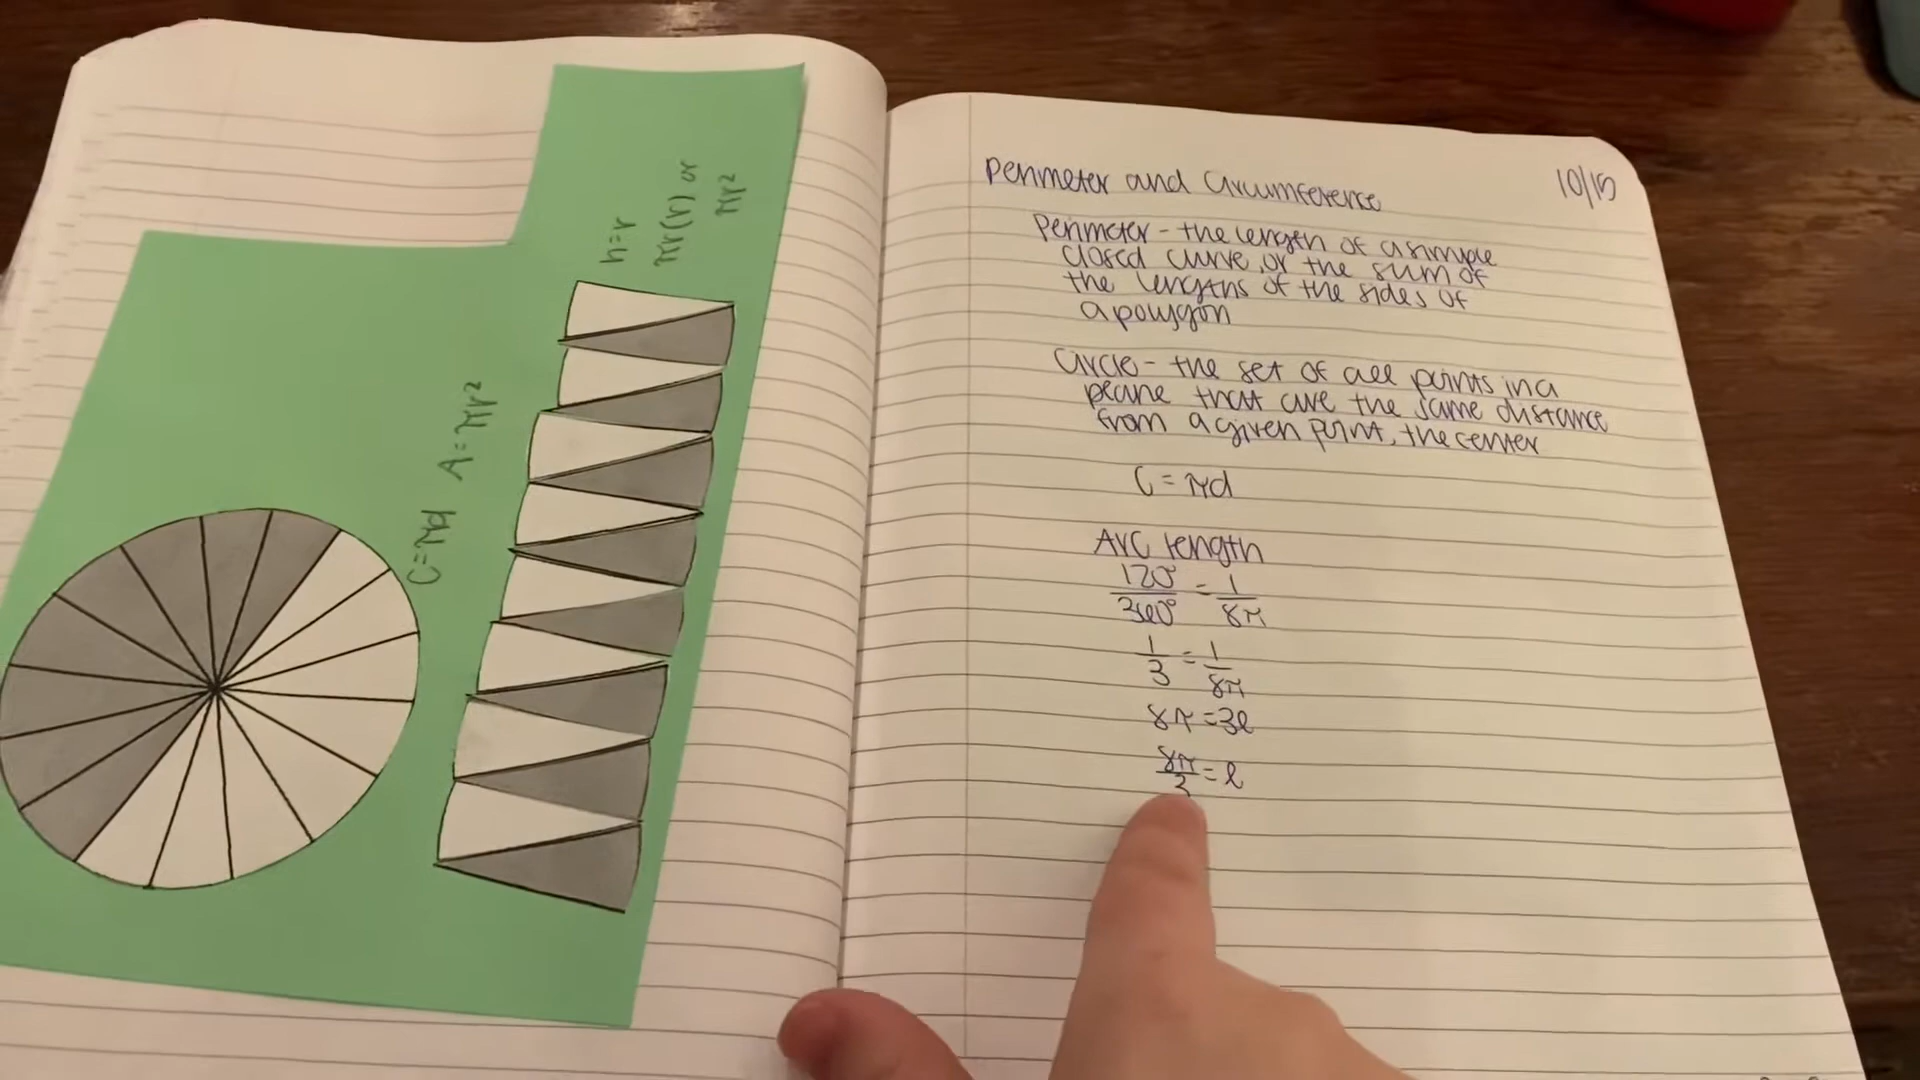 h=r
πr(r) or
πr²
C=πd A=πr²
Perimeter and Circumference 10/15
Perimeter - the length of a simple
closed curve, or the sum of
the lengths of the sides of
a polygon
Circle - the set of all points in a
plane that are the same distance
from a given point, the center
C = πd
Arc length
120°/360° = l/8π
1/3 = l/8π
8π = 3l
8π/3 = l